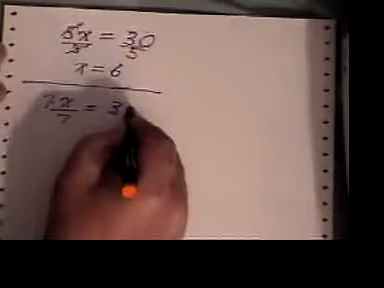 5x/5 = 30/5
x = 6
7x/7 = 3